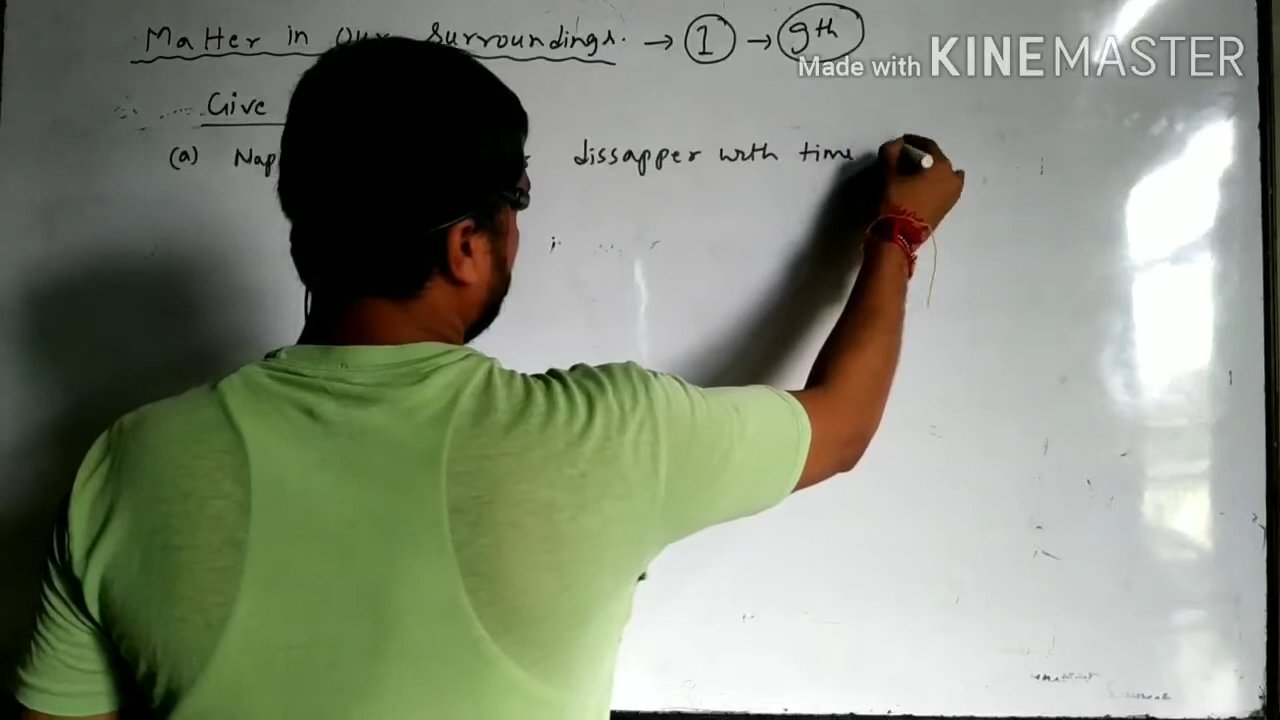 Matter in Our Surroundings. → 1 → 9th
Made with KINEMASTER
Give
(a) Nap dissapper with time